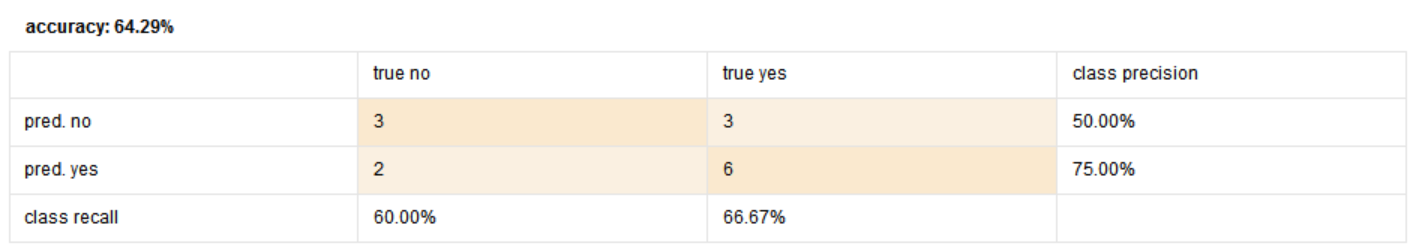 accuracy: 64.29%
true no true yes class precision
pred. no 3 3 50.00%
pred. yes 2 6 75.00%
class recall 60.00% 66.67%